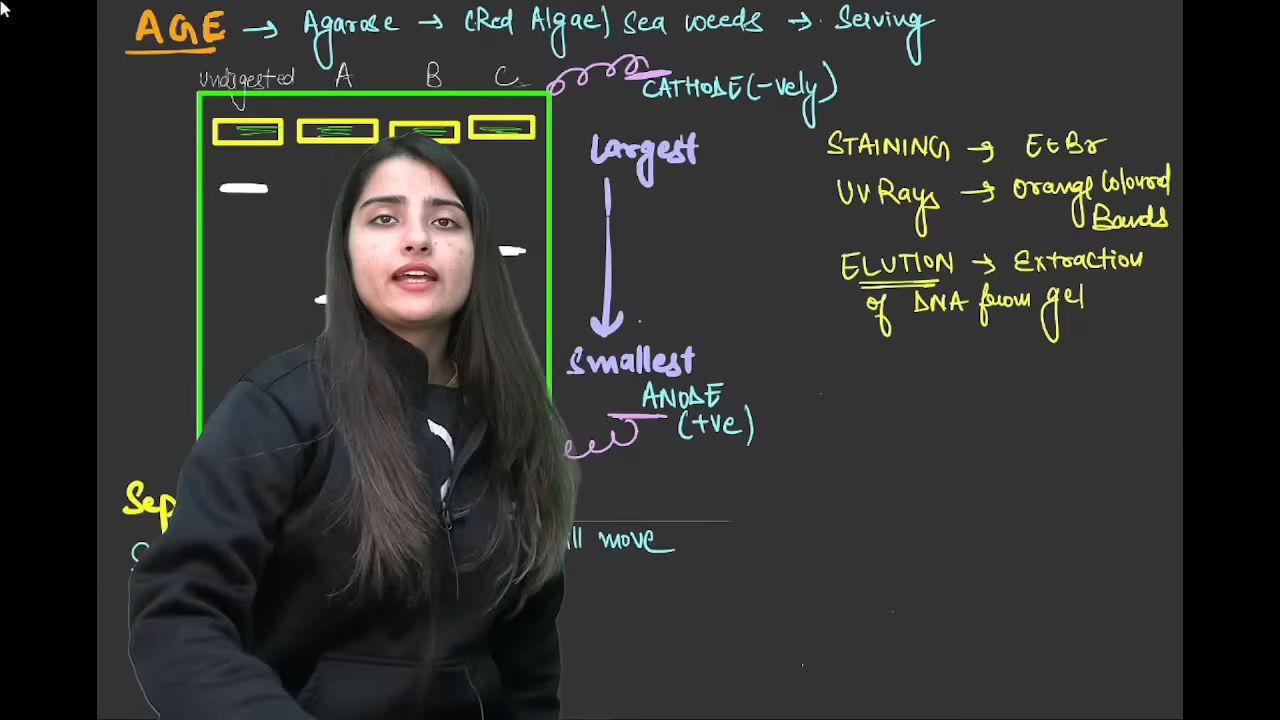 AGE → Agarose → (Red Algae) Sea weeds → Serving
undigested A B C
CATHODE (-vely)
Largest
Smallest
ANODE
(+ve)
STAINING → EtBr
UV Rays → Orange Coloured
Bands
ELUTION → Extraction
of DNA from gel
Sep
move